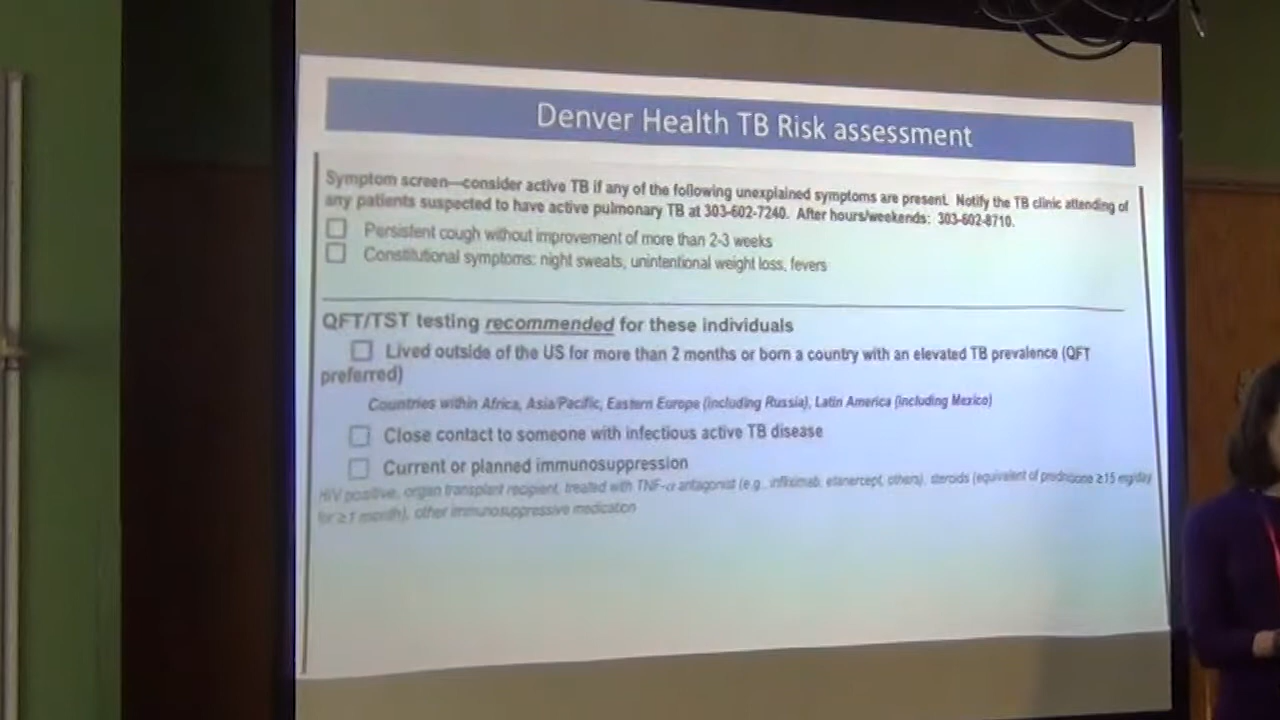 Denver Health TB Risk assessment
Symptom screen—consider active TB if any of the following unexplained symptoms are present. Notify the TB clinic attending of
any patients suspected to have active pulmonary TB at 303-602-7240. After hours/weekends: 303-602-8710.
Persistent cough without improvement of more than 2-3 weeks
Constitutional symptoms: night sweats, unintentional weight loss, fevers
QFT/TST testing recommended for these individuals
Lived outside of the US for more than 2 months or born a country with an elevated TB prevalence (QFT
preferred)
Countries within Africa, Asia/Pacific, Eastern Europe (including Russia), Latin America (including Mexico)
Close contact to someone with infectious active TB disease
Current or planned immunosuppression
HIV positive, organ transplant recipient, treated with TNF-α antagonist (e.g., infliximab, etanercept, others), steroids (equivalent of prednisone ≥15 mg/day
for ≥1 month), other immunosuppressive medication